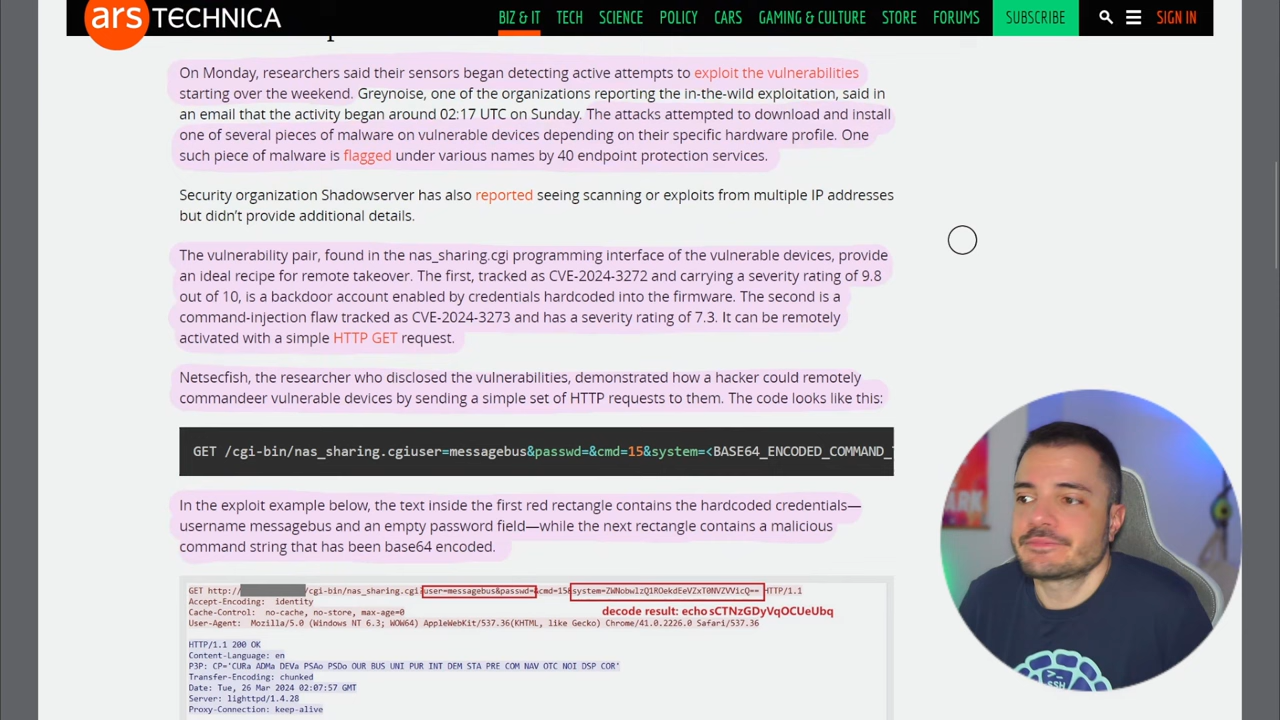 ars TECHNICA
BIZ & IT TECH SCIENCE POLICY CARS GAMING & CULTURE STORE FORUMS SUBSCRIBE SIGN IN
On Monday, researchers said their sensors began detecting active attempts to exploit the vulnerabilities
starting over the weekend. Greynoise, one of the organizations reporting the in-the-wild exploitation, said in
an email that the activity began around 02:17 UTC on Sunday. The attacks attempted to download and install
one of several pieces of malware on vulnerable devices depending on their specific hardware profile. One
such piece of malware is flagged under various names by 40 endpoint protection services.
Security organization Shadowserver has also reported seeing scanning or exploits from multiple IP addresses
but didn't provide additional details.
The vulnerability pair, found in the nas_sharing.cgi programming interface of the vulnerable devices, provide
an ideal recipe for remote takeover. The first, tracked as CVE-2024-3272 and carrying a severity rating of 9.8
out of 10, is a backdoor account enabled by credentials hardcoded into the firmware. The second is a
command-injection flaw tracked as CVE-2024-3273 and has a severity rating of 7.3. It can be remotely
activated with a simple HTTP GET request.
Netsecfish, the researcher who disclosed the vulnerabilities, demonstrated how a hacker could remotely
commandeer vulnerable devices by sending a simple set of HTTP requests to them. The code looks like this:
GET /cgi-bin/nas_sharing.cgiuser=messagebus&passwd=&cmd=15&system=<BASE64_ENCODED_COMMAND_
In the exploit example below, the text inside the first red rectangle contains the hardcoded credentials—
username messagebus and an empty password field—while the next rectangle contains a malicious
command string that has been base64 encoded.
GET http:// /cgi-bin/nas_sharing.cgi?user=messagebus&passwd=&cmd=15&system=ZWNobwlzQ1ROekdEeVZxT0NVZVVicQ== HTTP/1.1
Accept-Encoding: identity
decode result: echo sCTNzGDyVqOCUeUbq
Cache-Control: no-cache, no-store, max-age=0
User-Agent: Mozilla/5.0 (Windows NT 6.3; WOW64) AppleWebKit/537.36(KHTML, like Gecko) Chrome/41.0.2226.0 Safari/537.36
HTTP/1.1 200 OK
Content-Language: en
P3P: CP='CURa ADMa DEVa PSAo PSDo OUR BUS UNI PUR INT DEM STA PRE COM NAV OTC NOI DSP COR'
Transfer-Encoding: chunked
Date: Tue, 26 Mar 2024 02:07:57 GMT
Server: lighttpd/1.4.28
Proxy-Connection: keep-alive
>_
SSH